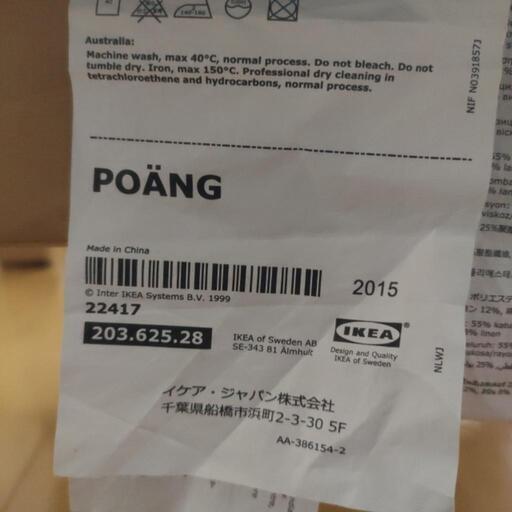 Australia:
Machine wash, max 40°C, normal process. Do not bleach. Do not
tumble dry. Iron, max 150°C. Professional dry cleaning in
tetrachloroethene and hydrocarbons, normal process.
NIF NO3918573
POÄNG
Made in China
© Inter IKEA Systems B.V. 1999
22417
2015
203.625.28
IKEA of Sweden AB
SE-343 81 Älmhult
IKEA
Design and Quality
IKEA of Sweden
NLWJ
イケア・ジャパン株式会社
千葉県船橋市浜町2-3-30 5F
AA-386154-2